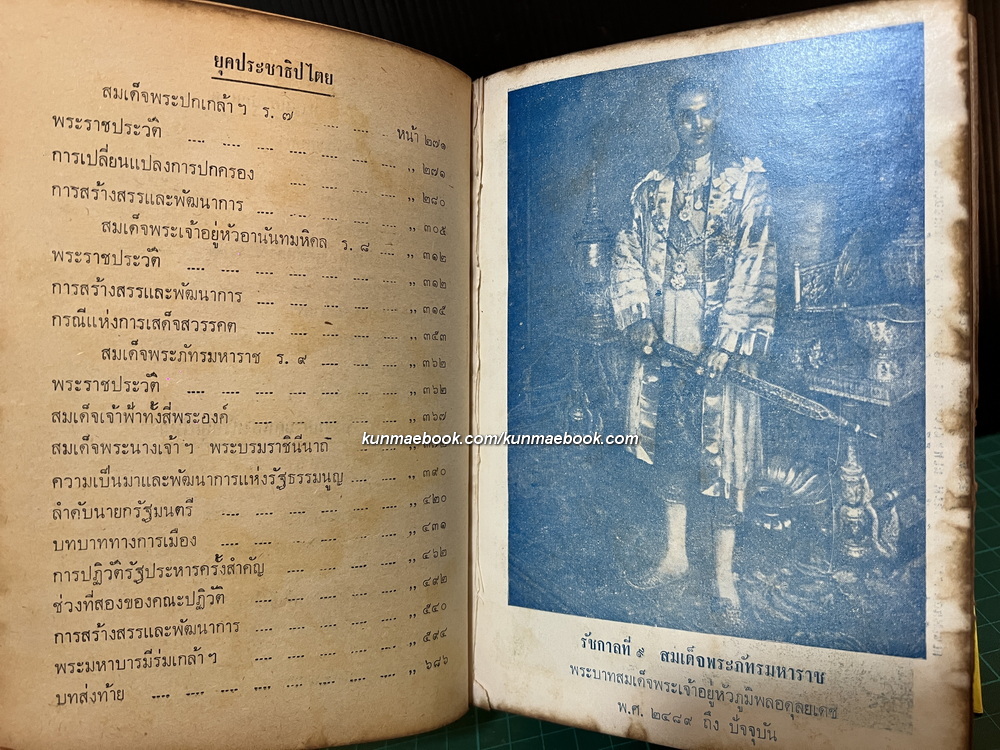 ยุคประชาธิปไตย
สมเด็จพระปกเกล้าฯ ร. ๗ .... .... .... หน้า ๒๗๑
พระราชประวัติ .... .... .... .... .... ,, ๒๗๑
การเปลี่ยนแปลงการปกครอง .... .... .... ,, ๒๘๐
การสร้างสรรและพัฒนาการ .... .... .... ,, ๓๐๕
สมเด็จพระเจ้าอยู่หัวอานันทมหิดล ร. ๘ .... ,, ๓๑๒
พระราชประวัติ .... .... .... .... .... ,, ๓๑๒
การสร้างสรรและพัฒนาการ .... .... .... ,, ๓๑๕
กรณีแห่งการเสด็จสวรรคต .... .... .... ,, ๓๕๓
สมเด็จพระภัทรมหาราช ร. ๙ .... .... ,, ๓๖๒
พระราชประวัติ .... .... .... .... .... ,, ๓๖๒
สมเด็จเจ้าฟ้าทั้งสี่พระองค์ .... .... .... .... ,, ๓๖๗
สมเด็จพระนางเจ้าฯ พระบรมราชินีนาถ .... ....
ความเป็นมาและพัฒนาการแห่งรัฐธรรมนูญ .... .... ,, ๓๙๐
ลำดับนายกรัฐมนตรี .... .... .... .... ,, ๔๒๐
บทบาททางการเมือง .... .... .... .... ,, ๔๓๑
การปฏิวัติรัฐประหารครั้งสำคัญ .... .... .... ,, ๔๖๒
ช่วงที่สองของคณะปฏิวัติ .... .... .... .... ,, ๔๙๒
การสร้างสรรและพัฒนาการ .... .... .... ,, ๕๔๐
พระมหาบารมีร่มเกล้าฯ .... .... .... .... ,, ๕๙๔
บทส่งท้าย .... .... .... .... .... .... ,, ๖๘๖
kunmaebook.com/kunmaebook.com
รัชกาลที่ ๙ สมเด็จพระภัทรมหาราช
พระบาทสมเด็จพระเจ้าอยู่หัวภูมิพลอดุลยเดช
พ.ศ. ๒๔๘๙ ถึง ปัจจุบัน